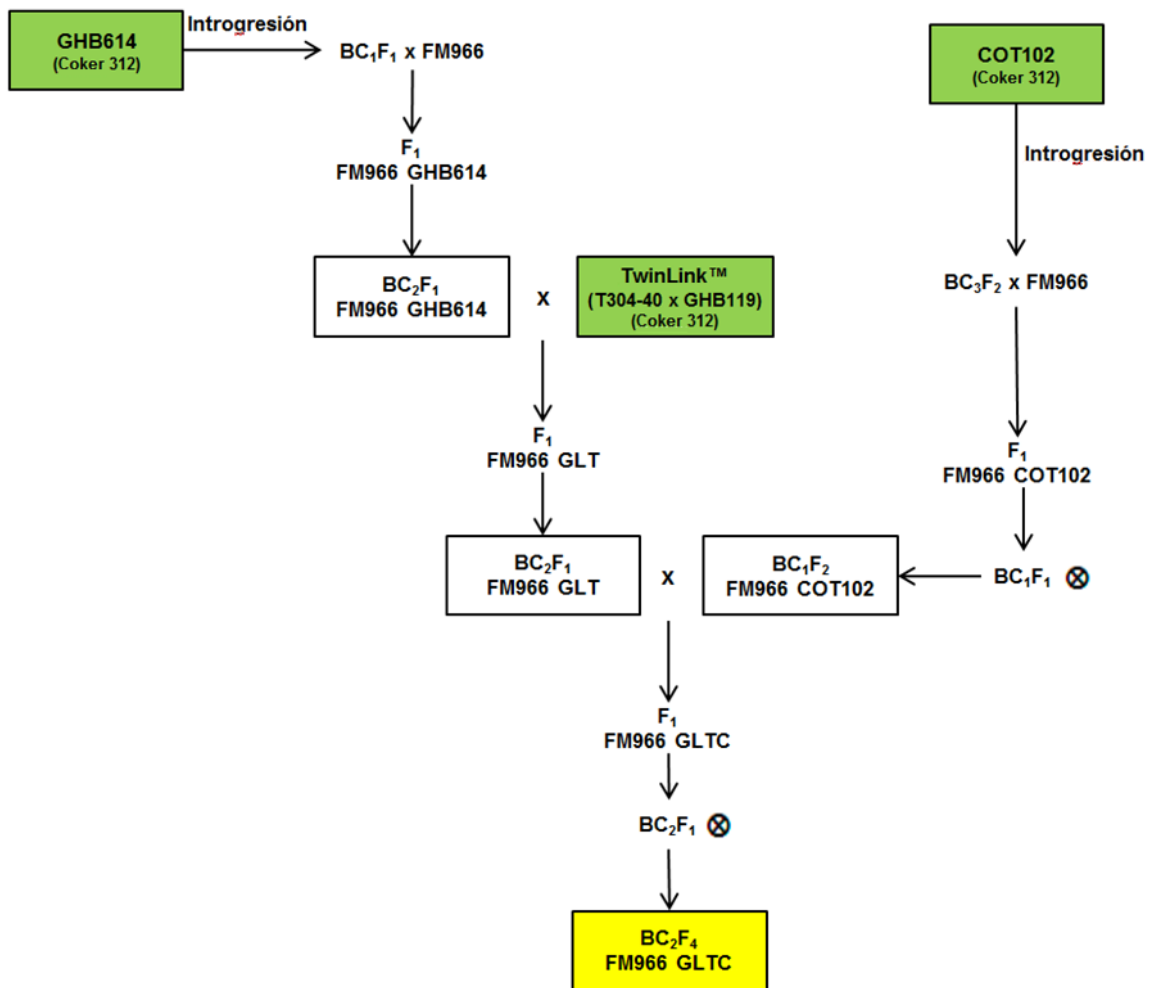 GHB614
(Coker 312)
Introgresión
BC₁F₁ x FM966
COT102
(Coker 312)
Introgresión
F₁
FM966 GHB614
BC₂F₁
FM966 GHB614
x
TwinLink™
(T304-40 x GHB119)
(Coker 312)
BC₃F₂ x FM966
F₁
FM966 GLT
F₁
FM966 COT102
BC₂F₁
FM966 GLT
x
BC₁F₂
FM966 COT102
BC₁F₁ ⊗
F₁
FM966 GLTC
BC₂F₁ ⊗
BC₂F₄
FM966 GLTC